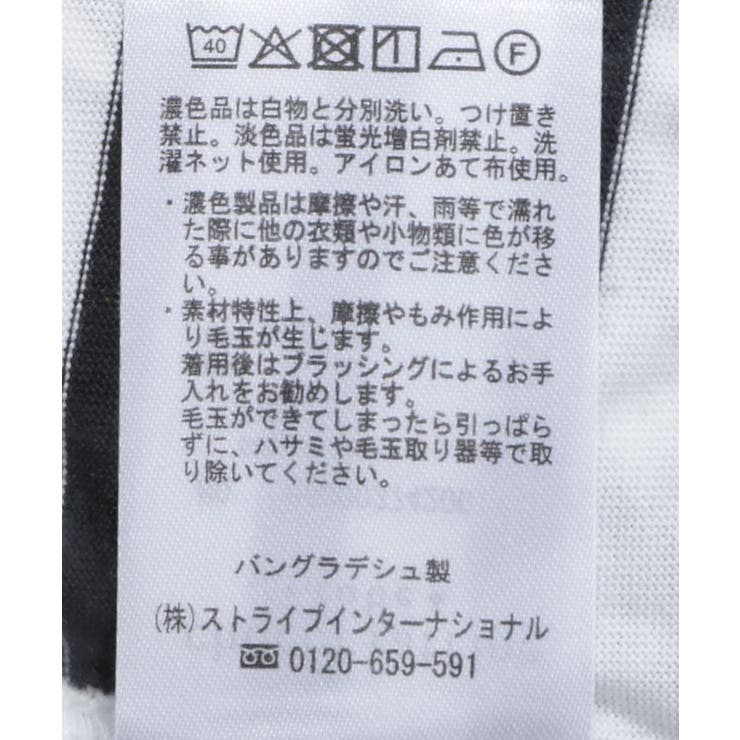 40 F
濃色品は白物と分別洗い。つけ置き
禁止。淡色品は蛍光増白剤禁止。洗
濯ネット使用。アイロンあて布使用。
・濃色製品は摩擦や汗、雨等で濡れ
た際に他の衣類や小物類に色が移
る事がありますのでご注意くださ
い。
・素材特性上、摩擦やもみ作用によ
り毛玉が生じます。
着用後はブラッシングによるお手
入れをお勧めします。
毛玉ができてしまったら引っぱら
ずに、ハサミや毛玉取り器等で取
り除いてください。
バングラデシュ製
(株)ストライプインターナショナル
0120-659-591